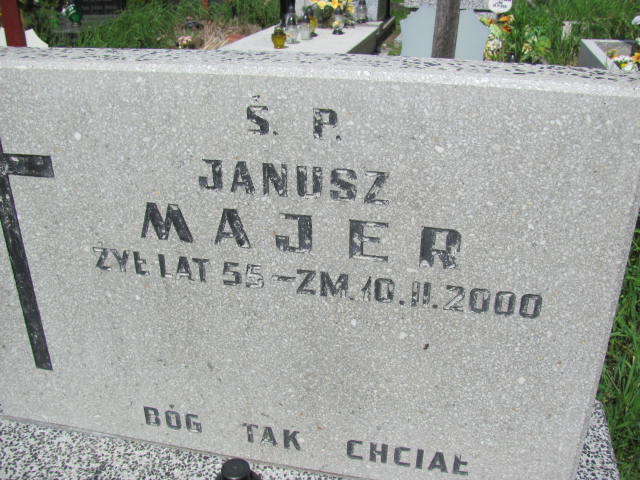 Ś. P.
JANUSZ
MAJER
ŻYŁ LAT 55 - ZM. 10.II.2000
BÓG TAK CHCIAŁ